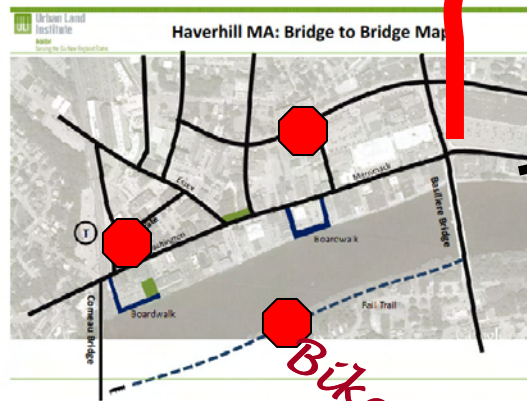 ULI Urban Land
Institute
Boston
Serving the Six New England States
Haverhill MA: Bridge to Bridge Map
Essex
Merrimack
Washington
T
Basiliere Bridge
Boardwalk
Boardwalk
Comeau Bridge
Rail Trail
Bike